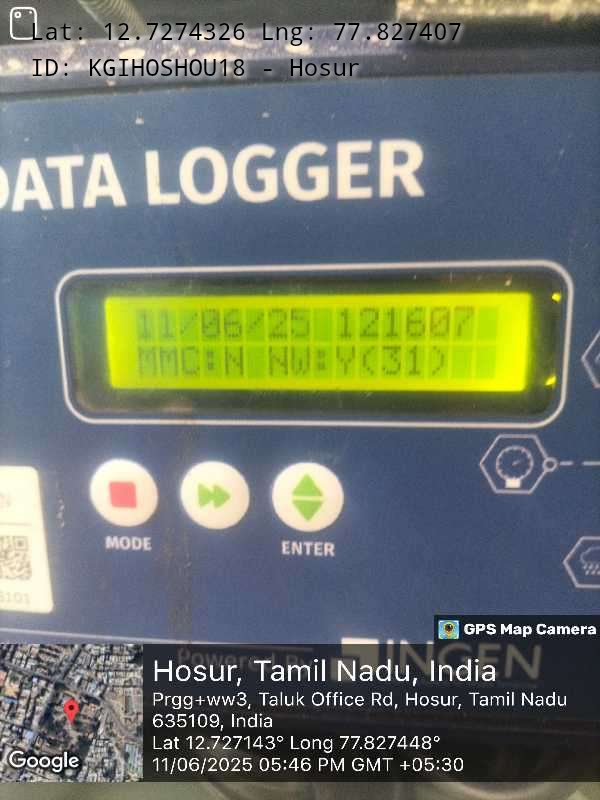 Lat: 12.7274326 Lng: 77.827407
ID: KGIHOSHOU18 - Hosur
DATA LOGGER
11/06/25 121607
MMC:N NW:Y(31)
MODE
ENTER
GPS Map Camera
Powered
Hosur, Tamil Nadu, India
Prgg+ww3, Taluk Office Rd, Hosur, Tamil Nadu
635109, India
Lat 12.727143° Long 77.827448°
11/06/2025 05:46 PM GMT +05:30
Google